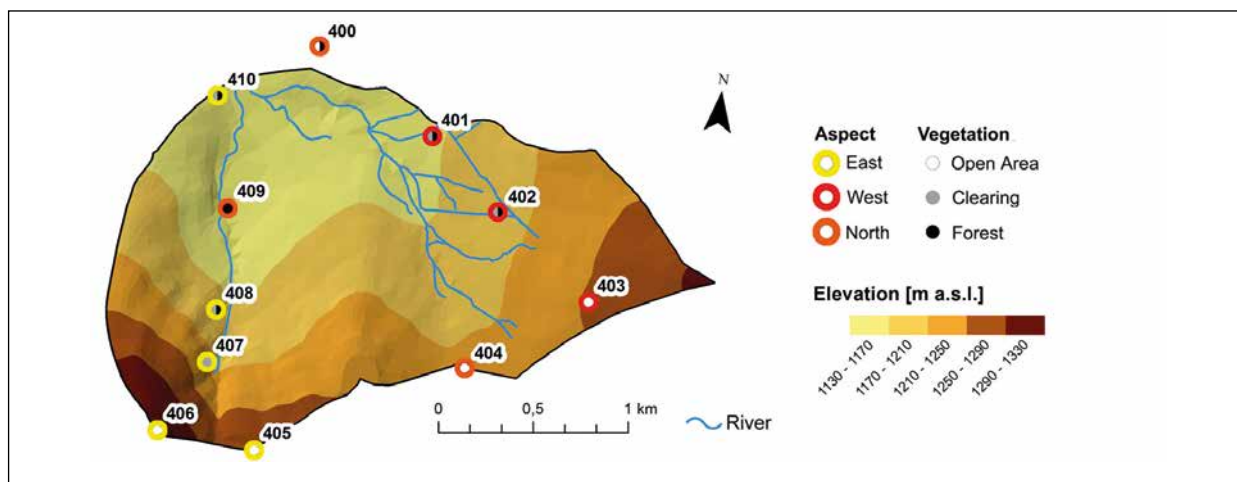 400
410
401
409
402
408
403
407
404
406
405
N
Aspect
East
West
North
Vegetation
Open Area
Clearing
Forest
Elevation [m a.s.l.]
1130 - 1170
1170 - 1210
1210 - 1250
1250 - 1290
1290 - 1330
0 0,5 1 km
River